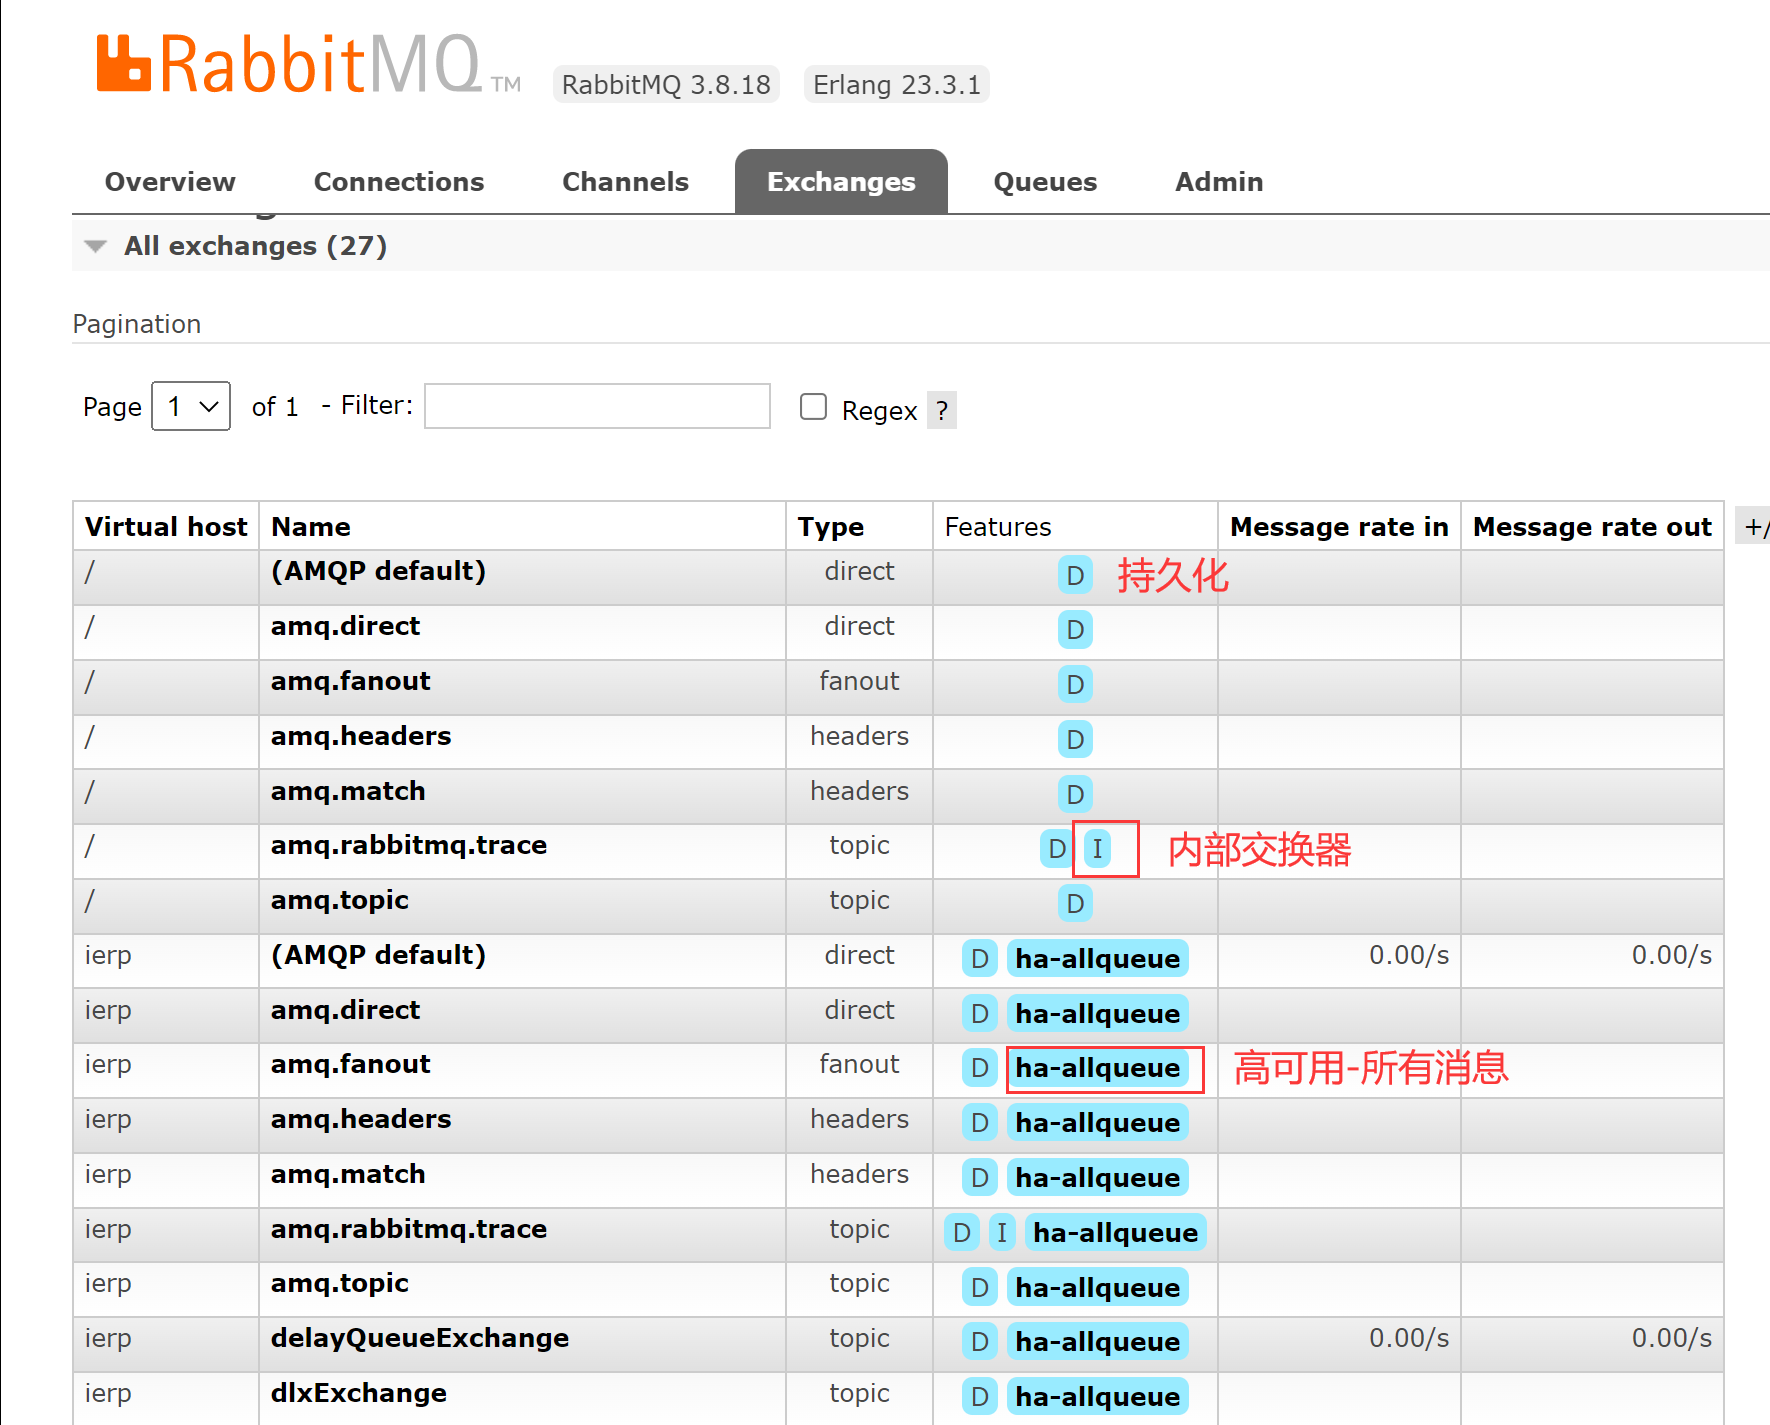 RabbitMQ TM RabbitMQ 3.8.18 Erlang 23.3.1
Overview Connections Channels Exchanges Queues Admin
All exchanges (27)
Pagination
Page 1 of 1 - Filter: Regex ?
Virtual host Name Type Features Message rate in Message rate out +/
/ (AMQP default) direct D 持久化
/ amq.direct direct D
/ amq.fanout fanout D
/ amq.headers headers D
/ amq.match headers D
/ amq.rabbitmq.trace topic D I 内部交换器
/ amq.topic topic D
ierp (AMQP default) direct D ha-allqueue 0.00/s 0.00/s
ierp amq.direct direct D ha-allqueue
ierp amq.fanout fanout D ha-allqueue 高可用-所有消息
ierp amq.headers headers D ha-allqueue
ierp amq.match headers D ha-allqueue
ierp amq.rabbitmq.trace topic D I ha-allqueue
ierp amq.topic topic D ha-allqueue
ierp delayQueueExchange topic D ha-allqueue 0.00/s 0.00/s
ierp dlxExchange topic D ha-allqueue